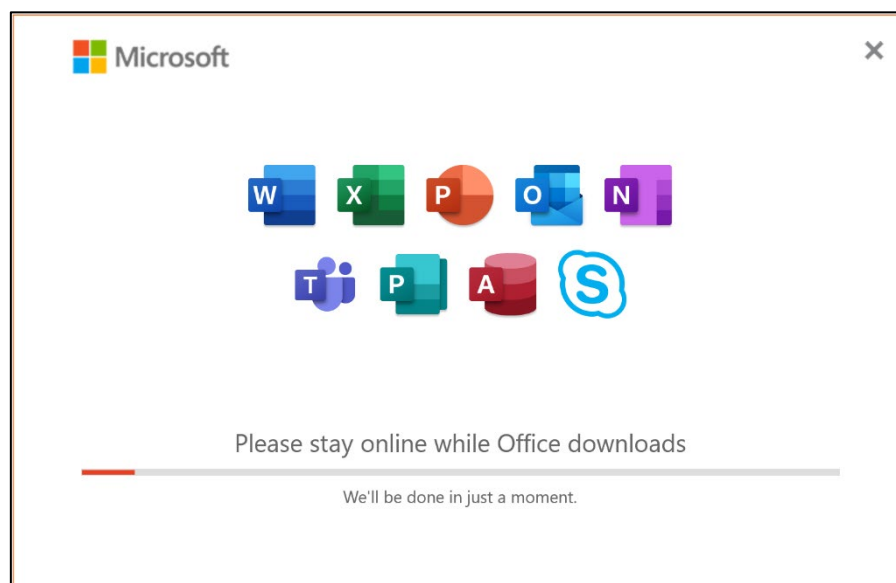 Microsoft
W X P O N
T P A S
Please stay online while Office downloads
We'll be done in just a moment.